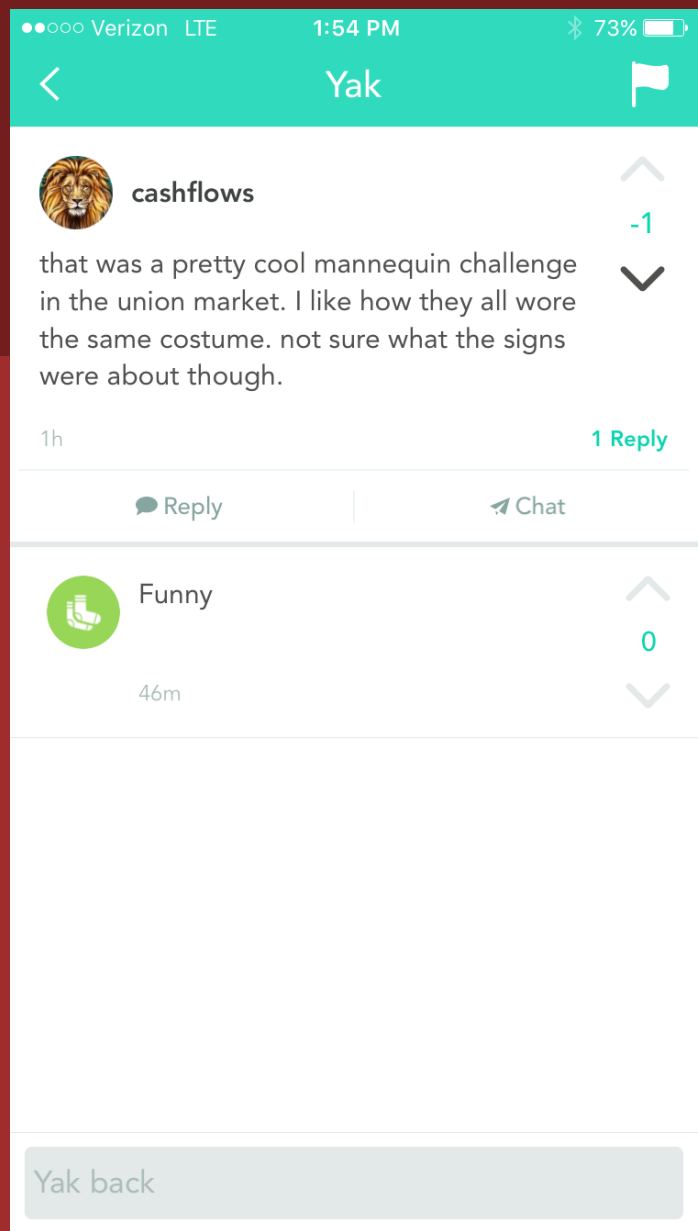 Verizon LTE 1:54 PM 73%
Yak
cashflows
-1
that was a pretty cool mannequin challenge
in the union market. I like how they all wore
the same costume. not sure what the signs
were about though.
1h 1 Reply
Reply Chat
Funny
0
46m
Yak back